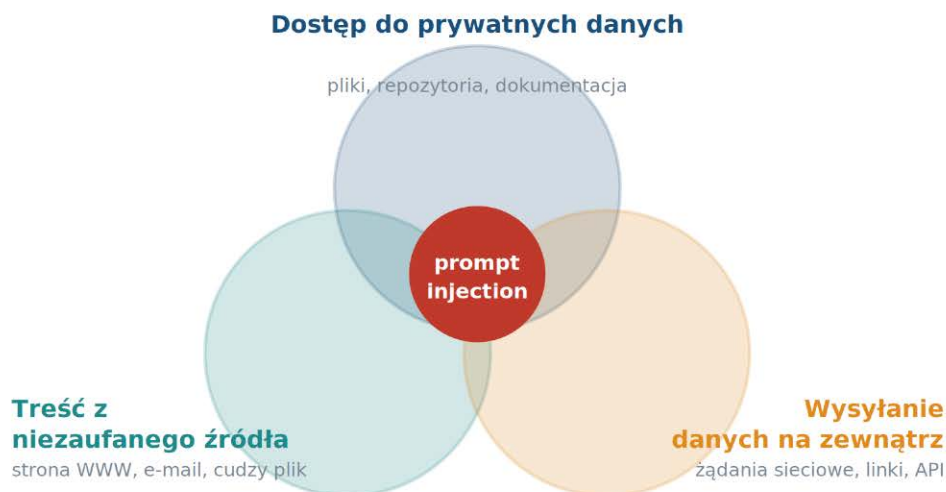 Dostęp do prywatnych danych
pliki, repozytoria, dokumentacja
prompt
injection
Treść z
niezaufanego źródła
strona WWW, e-mail, cudzy plik
Wysyłanie
danych na zewnątrz
żądania sieciowe, linki, API